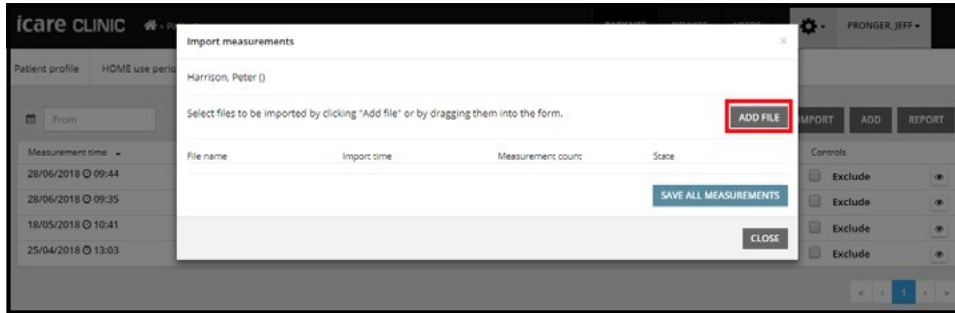 icare CLINIC
PRONGER, JEFF
Import measurements
×
Patient profile HOME use perio
Harrison, Peter ()
Select files to be imported by clicking "Add file" or by dragging them into the form.
ADD FILE
From
IMPORT ADD REPORT
Measurement time
File name Import time Measurement count State
Controls
28/06/2018 09:44
Exclude
28/06/2018 09:35
SAVE ALL MEASUREMENTS
Exclude
18/05/2018 10:41
Exclude
CLOSE
25/04/2018 13:03
Exclude
« ‹ 1 › »